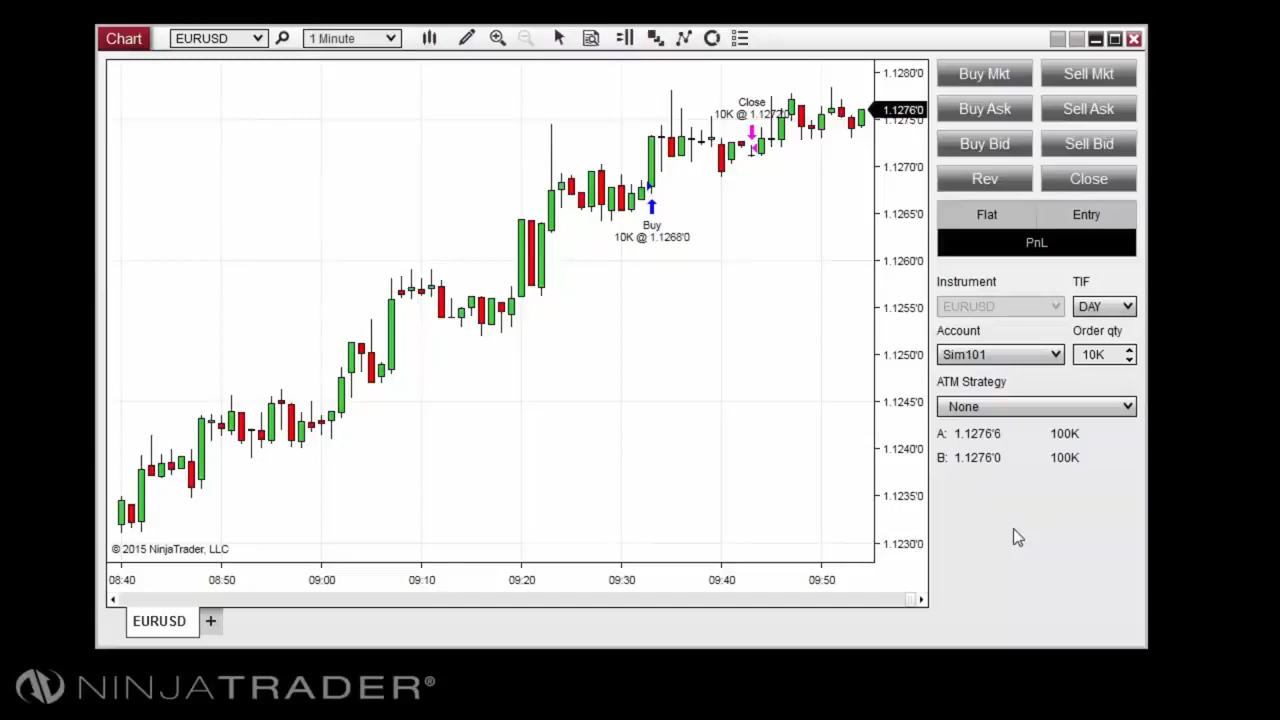 Chart EURUSD 1 Minute
Buy Mkt Sell Mkt
Buy Ask Sell Ask
Buy Bid Sell Bid
Rev Close
Flat Entry
PnL
Instrument TIF
EURUSD DAY
Account Order qty
Sim101 10K
ATM Strategy
None
A: 1.1276'6 100K
B: 1.1276'0 100K
Close
10K @ 1.1272'0
Buy
10K @ 1.1268'0
1.1280'0
1.1276'0
1.1275'0
1.1270'0
1.1265'0
1.1260'0
1.1255'0
1.1250'0
1.1245'0
1.1240'0
1.1235'0
1.1230'0
© 2015 NinjaTrader, LLC
08:40 08:50 09:00 09:10 09:20 09:30 09:40 09:50
EURUSD +
NINJATRADER®